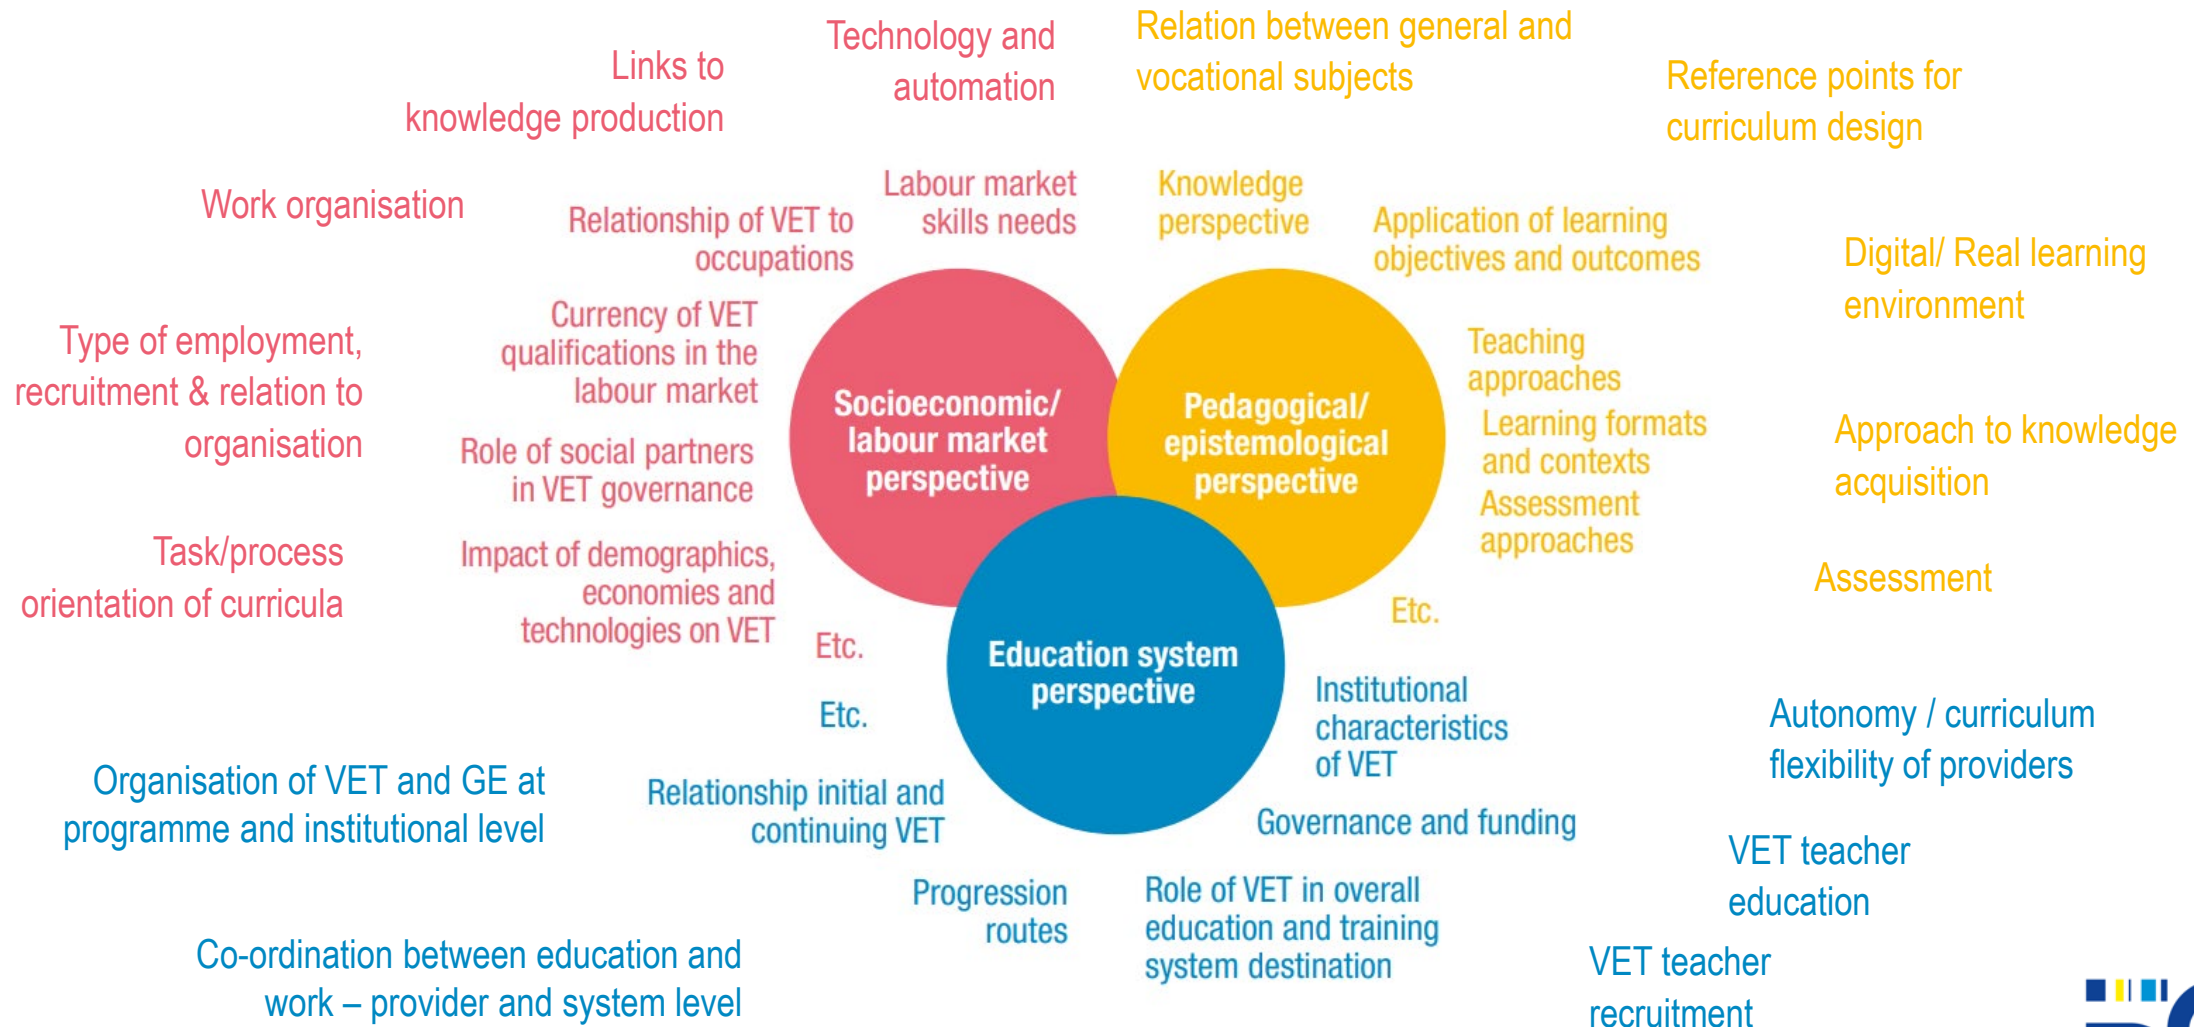 Technology and
automation
Relation between general and
vocational subjects
Links to
knowledge production
Reference points for
curriculum design
Work organisation
Relationship of VET to
occupations
Labour market
skills needs
Knowledge
perspective
Application of learning
objectives and outcomes
Digital/ Real learning
environment
Type of employment,
recruitment & relation to
organisation
Currency of VET
qualifications in the
labour market
Socioeconomic/
labour market
perspective
Pedagogical/
epistemological
perspective
Teaching
approaches
Learning formats
and contexts
Assessment
approaches
Approach to knowledge
acquisition
Role of social partners
in VET governance
Task/process
orientation of curricula
Impact of demographics,
economies and
technologies on VET
Etc.
Etc.
Assessment
Education system
perspective
Etc.
Institutional
characteristics
of VET
Autonomy / curriculum
flexibility of providers
Organisation of VET and GE at
programme and institutional level
Relationship initial and
continuing VET
Governance and funding
VET teacher
education
Progression
routes
Role of VET in overall
education and training
system destination
Co-ordination between education and
work – provider and system level
VET teacher
recruitment